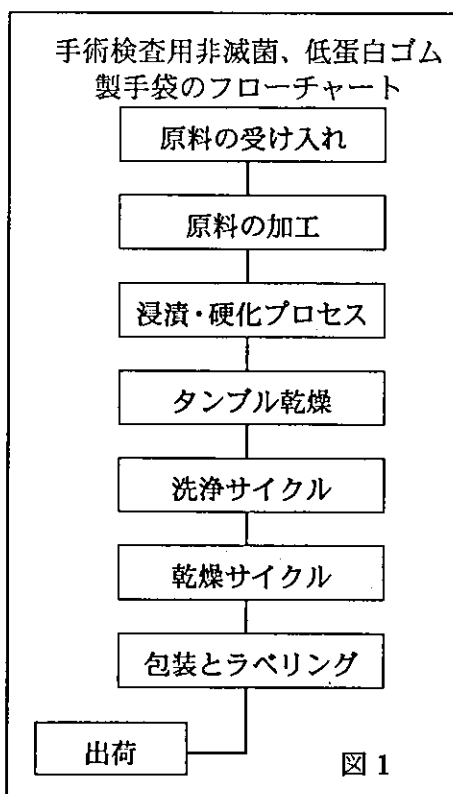 手術検査用非滅菌、低蛋白ゴム
製手袋のフローチャート
原料の受け入れ
原料の加工
浸漬・硬化プロセス
タンブル乾燥
洗浄サイクル
乾燥サイクル
包装とラベリング
出荷
図 1